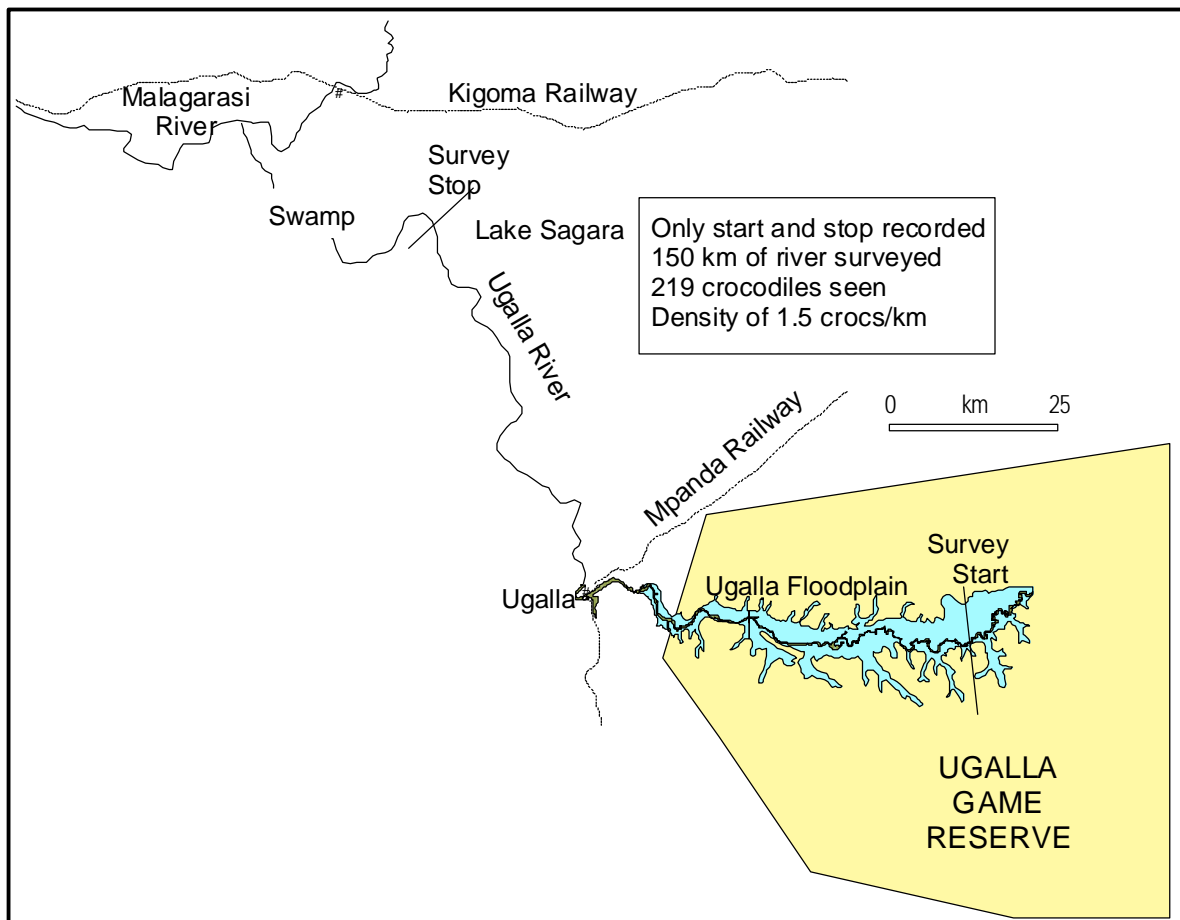 Malagarasi
River
Kigoma Railway
Survey
Stop
Swamp
Lake Sagara
Only start and stop recorded
150 km of river surveyed
219 crocodiles seen
Density of 1.5 crocs/km
Ugalla River
Mpanda Railway
0 km 25
Survey
Start
Ugalla Floodplain
Ugalla
UGALLA
GAME
RESERVE